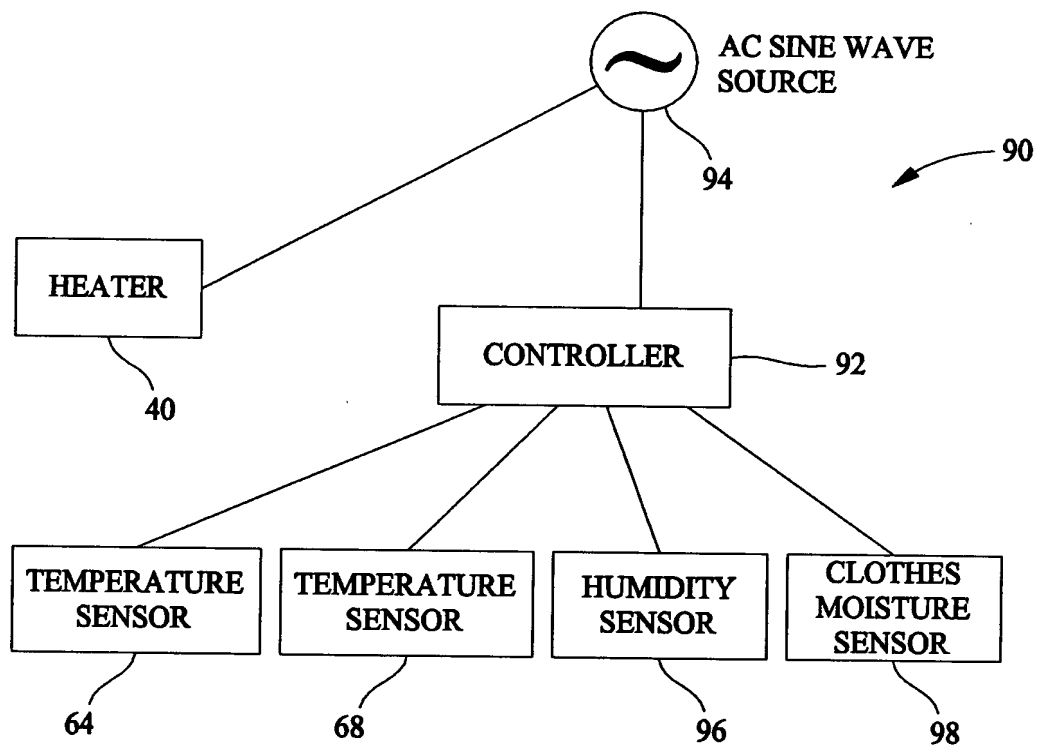 AC SINE WAVE
SOURCE
94
90
HEATER
40
CONTROLLER
92
TEMPERATURE
SENSOR
64
TEMPERATURE
SENSOR
68
HUMIDITY
SENSOR
96
CLOTHES
MOISTURE
SENSOR
98